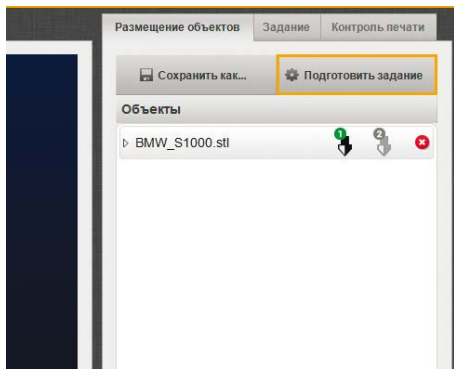 Размещение объектов Задание Контроль печати
Сохранить как... Подготовить задание
Объекты
BMW_S1000.stl 1 2